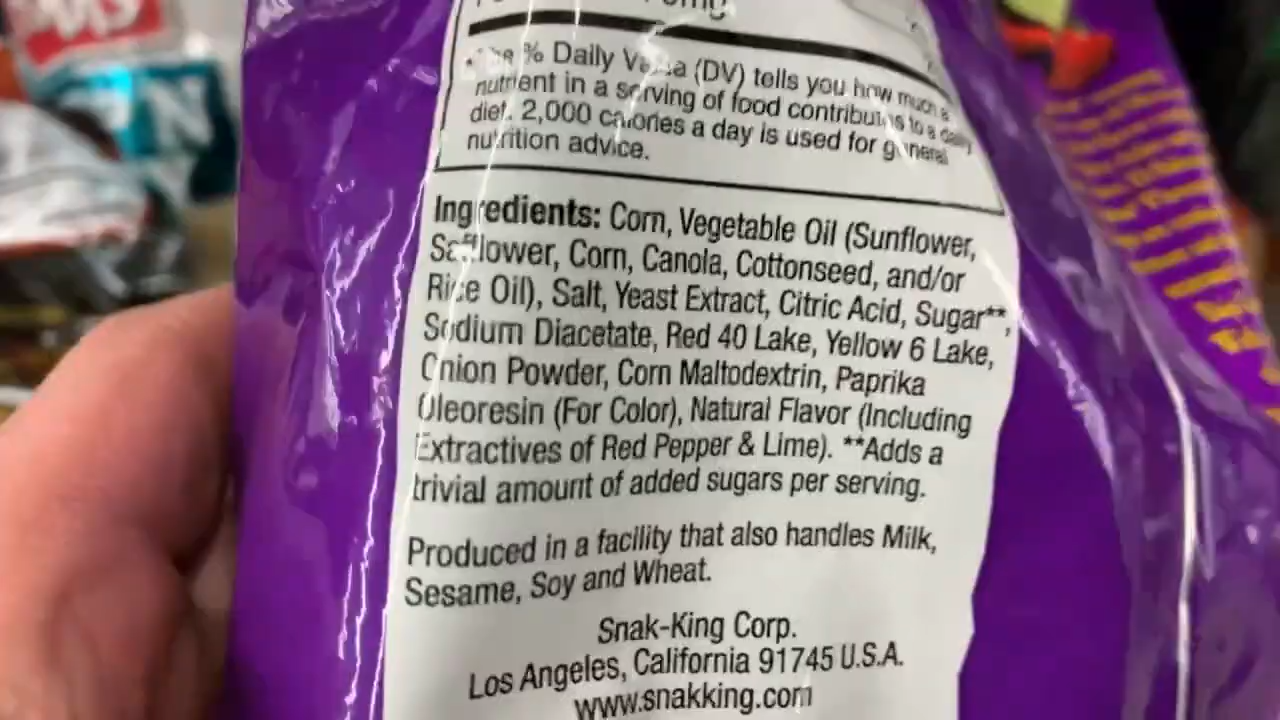 The % Daily Value (DV) tells you how much a
nutrient in a serving of food contributes to a daily
diet. 2,000 calories a day is used for general
nutrition advice.
Ingredients: Corn, Vegetable Oil (Sunflower,
Safflower, Corn, Canola, Cottonseed, and/or
Rice Oil), Salt, Yeast Extract, Citric Acid, Sugar**,
Sodium Diacetate, Red 40 Lake, Yellow 6 Lake,
Onion Powder, Corn Maltodextrin, Paprika
Oleoresin (For Color), Natural Flavor (Including
Extractives of Red Pepper & Lime). **Adds a
trivial amount of added sugars per serving.
Produced in a facility that also handles Milk,
Sesame, Soy and Wheat.
Snak-King Corp.
Los Angeles, California 91745 U.S.A.
www.snakking.com